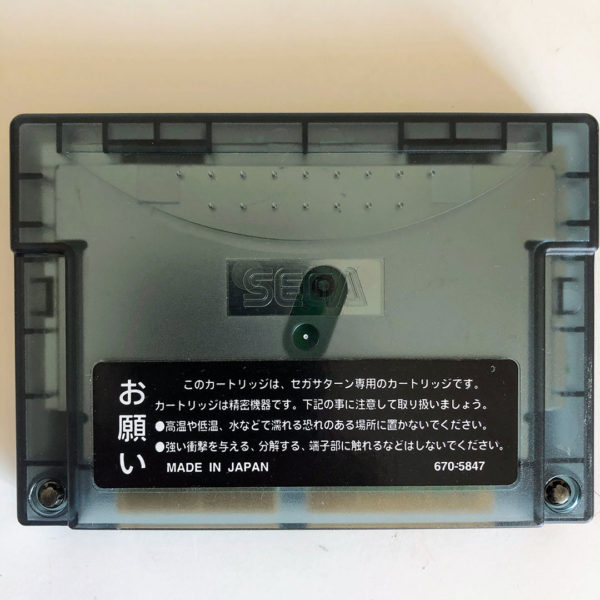 SEGA
お願い
このカートリッジは、セガサターン専用のカートリッジです。
カートリッジは精密機器です。下記の事に注意して取り扱いましょう。
●高温や低温、水などで濡れる恐れのある場所に置かないでください。
●強い衝撃を与える、分解する、端子部に触れるなどはしないでください。
MADE IN JAPAN 670-5847